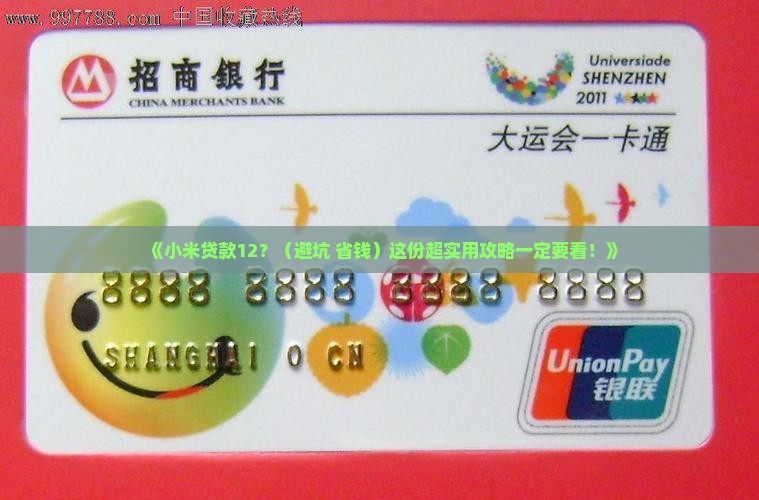 www.997788.com 中国收藏热线
招商银行
CHINA MERCHANTS BANK
Universiade
SHENZHEN
2011
大运会一卡通
《小米贷款12？（避坑 省钱）这份超实用攻略一定要看！》
8888 8888 8888 8888
SHANGHAI 0 CN
UnionPay
银联